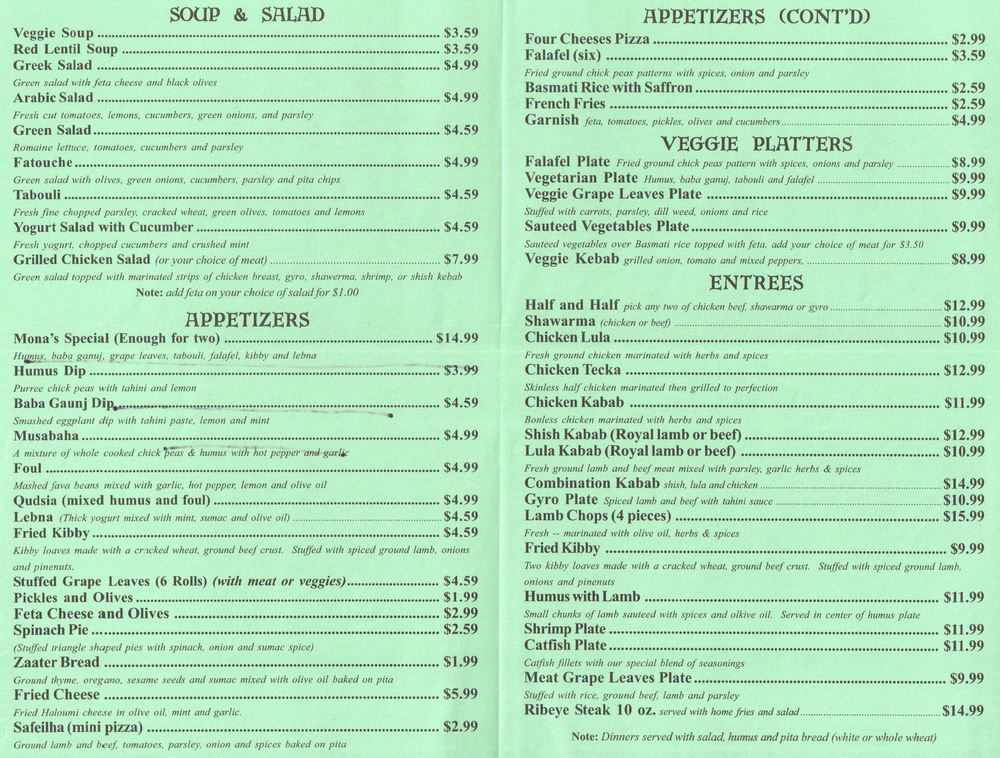 SOUP & SALAD
Veggie Soup $3.59
Red Lentil Soup $3.59
Greek Salad $4.99
Green salad with feta cheese and black olives
Arabic Salad $4.99
Fresh cut tomatoes, lemons, cucumbers, green onions, and parsley
Green Salad $4.59
Romaine lettuce, tomatoes, cucumbers and parsley
Fatouche $4.99
Green salad with olives, green onions, cucumbers, parsley and pita chips
Tabouli $4.59
Fresh fine chopped parsley, cracked wheat, green olives, tomatoes and lemons
Yogurt Salad with Cucumber $4.59
Fresh yogurt, chopped cucumbers and crushed mint
Grilled Chicken Salad (or your choice of meat) $7.99
Green salad topped with marinated strips of chicken breast, gyro, shawerma, shrimp, or shish kebab
Note: add feta on your choice of salad for $1.00
APPETIZERS
Mona's Special (Enough for two) $14.99
Humus, baba ganuj, grape leaves, tabouli, falafel, kibby and lebna
Humus Dip $3.99
Purree chick peas with tahini and lemon
Baba Gaunj Dip $4.59
Smashed eggplant dip with tahini paste, lemon and mint
Musabaha $4.99
A mixture of whole cooked chick peas & humus with hot pepper and garlic
Foul $4.99
Mashed fava beans mixed with garlic, hot pepper, lemon and olive oil
Qudsia (mixed humus and foul) $4.99
Lebna (Thick yogurt mixed with mint, sumac and olive oil) $4.59
Fried Kibby $4.59
Kibby loaves made with a cracked wheat, ground beef crust. Stuffed with spiced ground lamb, onions
and pinenuts.
Stuffed Grape Leaves (6 Rolls) (with meat or veggies) $4.59
Pickles and Olives $1.99
Feta Cheese and Olives $2.99
Spinach Pie $2.59
(Stuffed triangle shaped pies with spinach, onion and sumac spice)
Zaater Bread $1.99
Ground thyme, oregano, sesame seeds and sumac mixed with olive oil baked on pita
Fried Cheese $5.99
Fried Haloumi cheese in olive oil, mint and garlic.
Safeilha (mini pizza) $2.99
Ground lamb and beef, tomatoes, parsley, onion and spices baked on pita
APPETIZERS (CONT'D)
Four Cheeses Pizza $2.99
Falafel (six) $3.59
Fried ground chick peas patterns with spices, onion and parsley
Basmati Rice with Saffron $2.59
French Fries $2.59
Garnish feta, tomatoes, pickles, olives and cucumbers $4.99
VEGGIE PLATTERS
Falafel Plate Fried ground chick peas pattern with spices, onions and parsley $8.99
Vegetarian Plate Humus, baba ganuj, tabouli and falafel $9.99
Veggie Grape Leaves Plate $9.99
Stuffed with carrots, parsley, dill weed, onions and rice
Sauteed Vegetables Plate $9.99
Sauteed vegetables over Basmati rice topped with feta, add your choice of meat for $3.50
Veggie Kebab grilled onion, tomato and mixed peppers, $8.99
ENTREES
Half and Half pick any two of chicken beef, shawarma or gyro $12.99
Shawarma (chicken or beef) $10.99
Chicken Lula $10.99
Fresh ground chicken marinated with herbs and spices
Chicken Tecka $12.99
Skinless half chicken marinated then grilled to perfection
Chicken Kabab $11.99
Bonless chicken marinated with herbs and spices
Shish Kabab (Royal lamb or beef) $12.99
Lula Kabab (Royal lamb or beef) $10.99
Fresh ground lamb and beef meat mixed with parsley, garlic herbs & spices
Combination Kabab shish, lula and chicken $14.99
Gyro Plate Spiced lamb and beef with tahini sauce $10.99
Lamb Chops (4 pieces) $15.99
Fresh -- marinated with olive oil, herbs & spices
Fried Kibby $9.99
Two kibby loaves made with a cracked wheat, ground beef crust. Stuffed with spiced ground lamb,
onions and pinenuts
Humus with Lamb $11.99
Small chunks of lamb sauteed with spices and olkive oil. Served in center of humus plate
Shrimp Plate $11.99
Catfish Plate $11.99
Catfish fillets with our special blend of seasonings
Meat Grape Leaves Plate $9.99
Stuffed with rice, ground beef, lamb and parsley
Ribeye Steak 10 oz. served with home fries and salad $14.99
Note: Dinners served with salad, humus and pita bread (white or whole wheat)